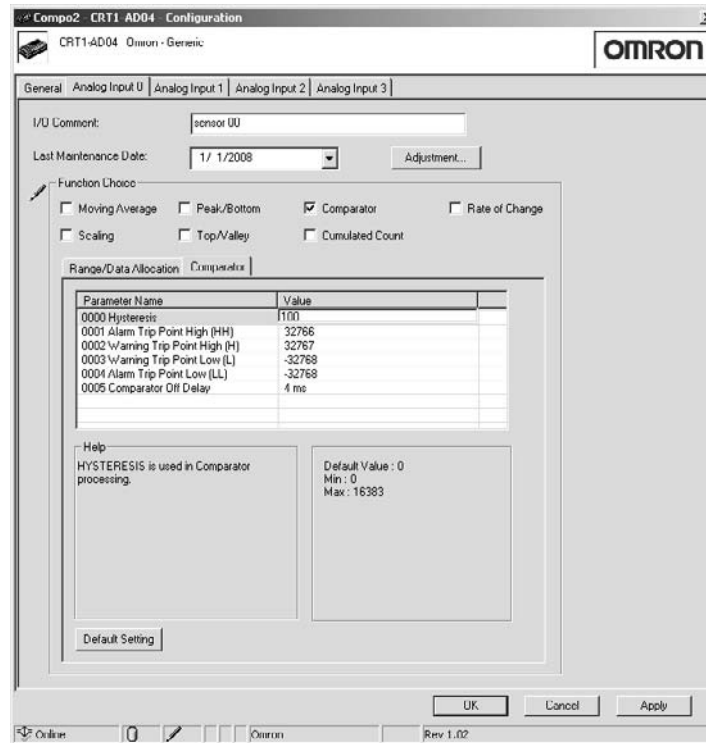 Compo2 - CRT1-AD04 - Configuration
CRT1-AD04 Omron - Generic
OMRON
General Analog Input 0 Analog Input 1 Analog Input 2 Analog Input 3
I/O Comment: sensor 00
Last Maintenance Date: 1/ 1/2008 Adjustment...
Function Choice
Moving Average Peak/Bottom Comparator Rate of Change
Scaling Top/Valley Cumulated Count
Range/Data Allocation Comparator
Parameter Name Value
0000 Hysteresis 100
0001 Alarm Trip Point High (HH) 32766
0002 Warning Trip Point High (H) 32767
0003 Warning Trip Point Low (L) -32768
0004 Alarm Trip Point Low (LL) -32768
0005 Comparator Off Delay 4 ms
Help
HYSTERESIS is used in Comparator
processing.
Default Value : 0
Min : 0
Max : 16383
Default Setting
OK Cancel Apply
Online Omron Rev 1.02